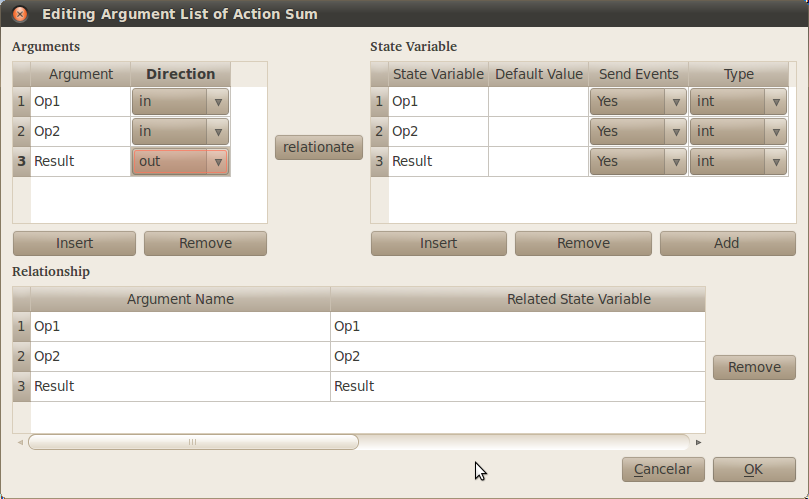 Editing Argument List of Action Sum
Arguments
Argument Direction
1 Op1 in
2 Op2 in
3 Result out
Insert Remove
relationate
State Variable
State Variable Default Value Send Events Type
1 Op1 Yes int
2 Op2 Yes int
3 Result Yes int
Insert Remove Add
Relationship
Argument Name Related State Variable
1 Op1 Op1
2 Op2 Op2
3 Result Result
Remove
Cancelar OK